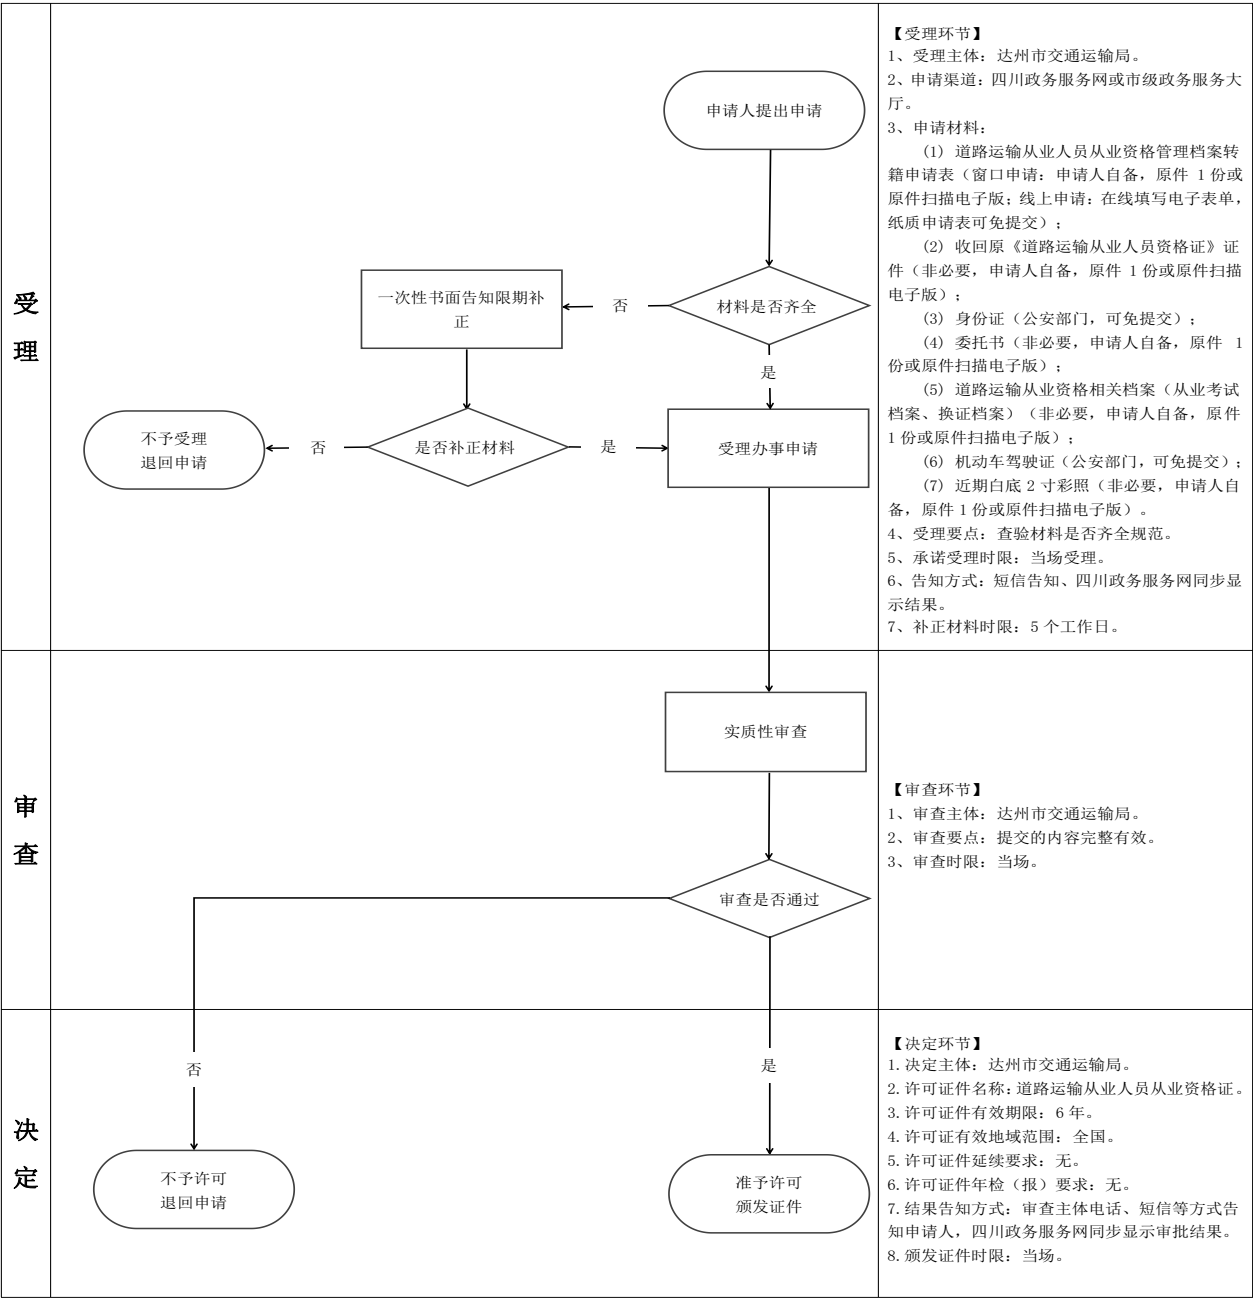 受
理
申请人提出申请
材料是否齐全
否
一次性书面告知限期补
正
是
是否补正材料
否
不予受理
退回申请
是
受理办事申请
【受理环节】
1、受理主体：达州市交通运输局。
2、申请渠道：四川政务服务网或市级政务服务大
厅。
3、申请材料：
(1) 道路运输从业人员从业资格管理档案转
籍申请表（窗口申请：申请人自备，原件 1 份或
原件扫描电子版；线上申请：在线填写电子表单，
纸质申请表可免提交）；
(2) 收回原《道路运输从业人员资格证》证
件（非必要，申请人自备，原件 1 份或原件扫描
电子版）；
(3) 身份证（公安部门，可免提交）；
(4) 委托书（非必要，申请人自备，原件 1
份或原件扫描电子版）；
(5) 道路运输从业资格相关档案（从业考试
档案、换证档案）（非必要，申请人自备，原件
1 份或原件扫描电子版）；
(6) 机动车驾驶证（公安部门，可免提交）；
(7) 近期白底 2 寸彩照（非必要，申请人自
备，原件 1 份或原件扫描电子版）。
4、受理要点：查验材料是否齐全规范。
5、承诺受理时限：当场受理。
6、告知方式：短信告知、四川政务服务网同步显
示结果。
7、补正材料时限：5 个工作日。
审
查
实质性审查
审查是否通过
【审查环节】
1、审查主体：达州市交通运输局。
2、审查要点：提交的内容完整有效。
3、审查时限：当场。
决
定
否
不予许可
退回申请
是
准予许可
颁发证件
【决定环节】
1.决定主体：达州市交通运输局。
2.许可证件名称：道路运输从业人员从业资格证。
3.许可证件有效期限：6 年。
4.许可证有效地域范围：全国。
5.许可证件延续要求：无。
6.许可证件年检（报）要求：无。
7.结果告知方式：审查主体电话、短信等方式告
知申请人，四川政务服务网同步显示审批结果。
8.颁发证件时限：当场。